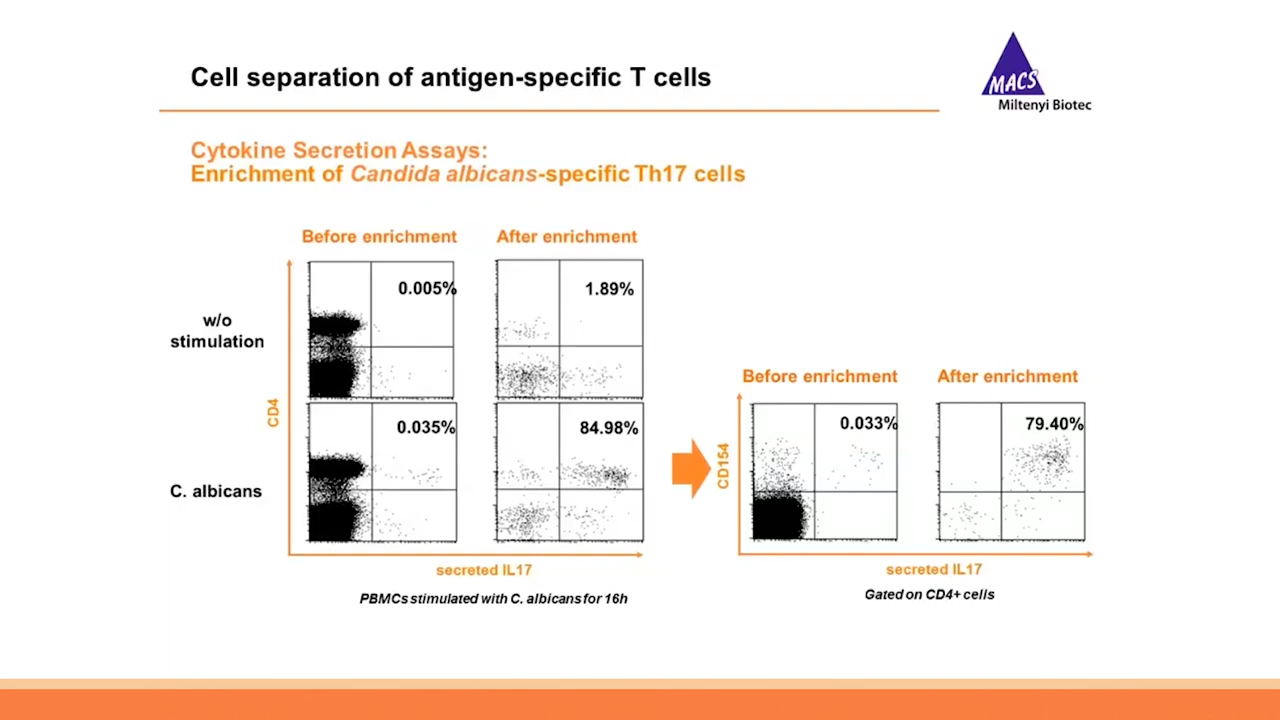 Cell separation of antigen-specific T cells
MACS
Miltenyi Biotec
Cytokine Secretion Assays:
Enrichment of Candida albicans-specific Th17 cells
Before enrichment
After enrichment
w/o
stimulation
0.005%
1.89%
CD4
C. albicans
0.035%
84.98%
secreted IL17
PBMCs stimulated with C. albicans for 16h
Before enrichment
After enrichment
CD154
0.033%
79.40%
secreted IL17
Gated on CD4+ cells